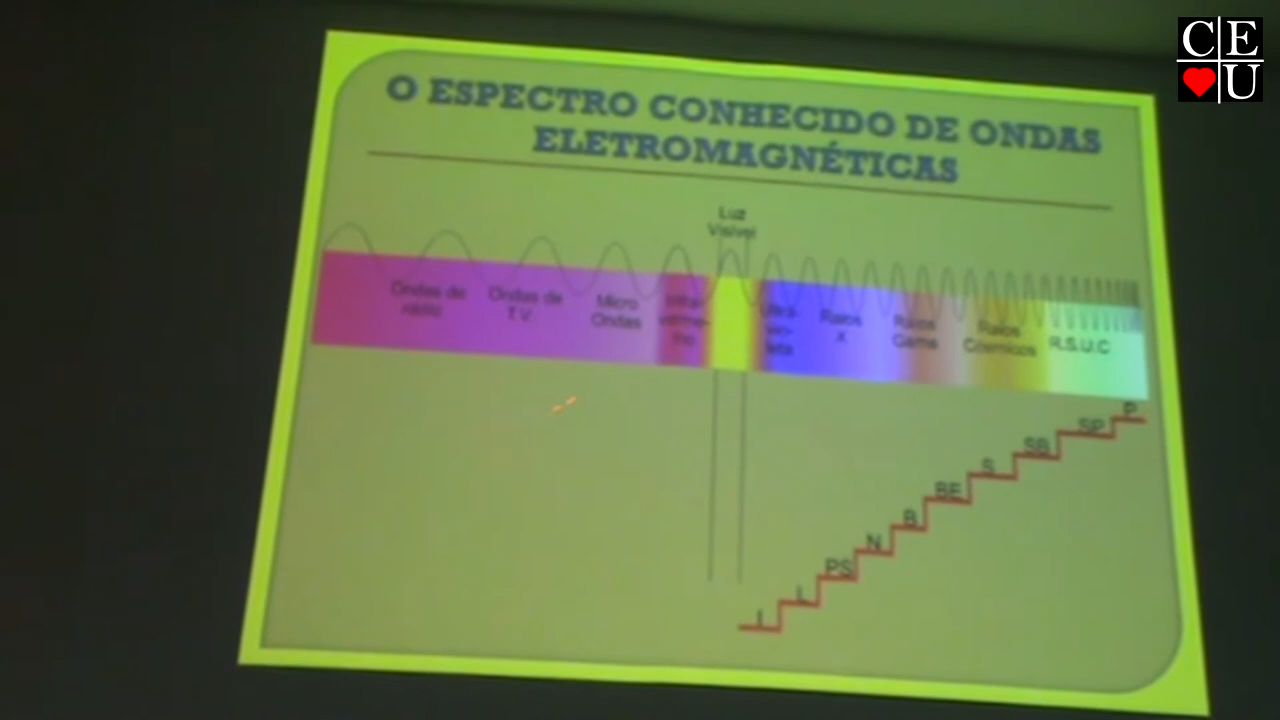 CE
U
O ESPECTRO CONHECIDO DE ONDAS
ELETROMAGNÉTICAS
Luz
Visível
Ondas de
rádio
Ondas de
T.V.
Micro
Ondas
Infra-
verme-
lho
Ultra-
vio-
leta
Raios
X
Raios
Gama
Raios
Cósmicos
R.S.U.C
P
SP
SB
S
BE
B
N
PS
L
I